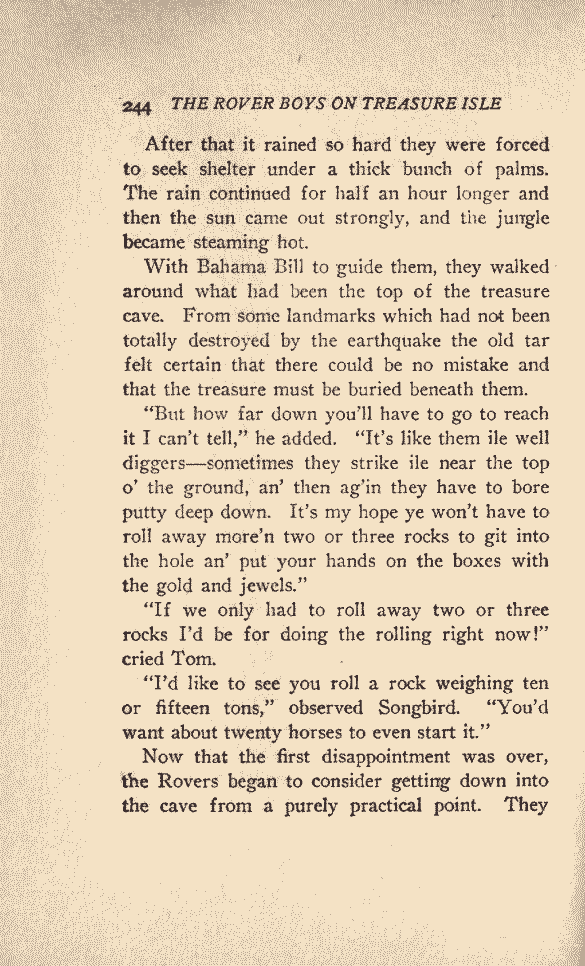 244 THE ROVER BOYS ON TREASURE ISLE
After that it rained so hard they were forced
to seek shelter under a thick bunch of palms.
The rain continued for half an hour longer and
then the sun came out strongly, and the jungle
became steaming hot.
With Bahama Bill to guide them, they walked
around what had been the top of the treasure
cave. From some landmarks which had not been
totally destroyed by the earthquake the old tar
felt certain that there could be no mistake and
that the treasure must be buried beneath them.
“But how far down you’ll have to go to reach
it I can’t tell,” he added. “It’s like them ile well
diggers—sometimes they strike ile near the top
o’ the ground, an’ then ag’in they have to bore
putty deep down. It’s my hope ye won’t have to
roll away more’n two or three rocks to git into
the hole an’ put your hands on the boxes with
the gold and jewels.”
“If we only had to roll away two or three
rocks I’d be for doing the rolling right now!”
cried Tom.
“I’d like to see you roll a rock weighing ten
or fifteen tons,” observed Songbird. “You’d
want about twenty horses to even start it.”
Now that the first disappointment was over,
the Rovers began to consider getting down into
the cave from a purely practical point. They